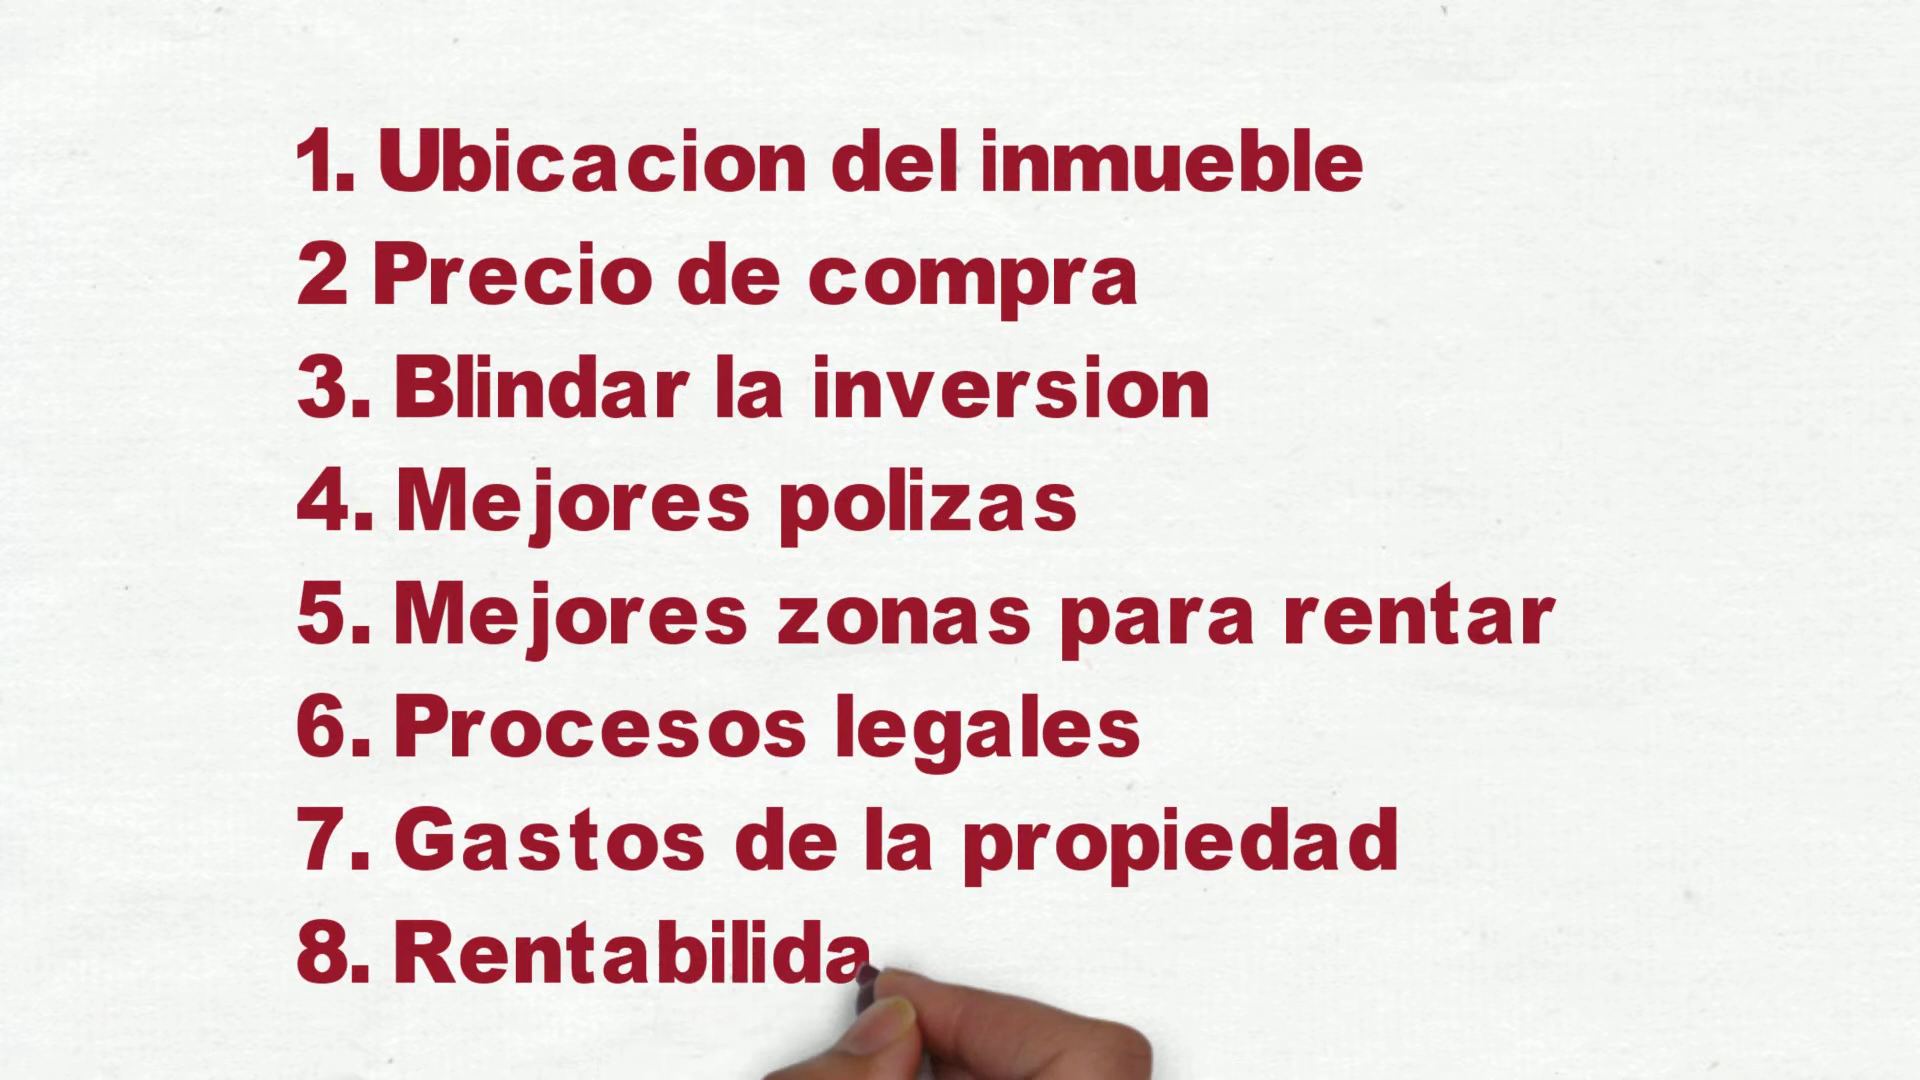 1. Ubicacion del inmueble
2 Precio de compra
3. Blindar la inversion
4. Mejores polizas
5. Mejores zonas para rentar
6. Procesos legales
7. Gastos de la propiedad
8. Rentabilida